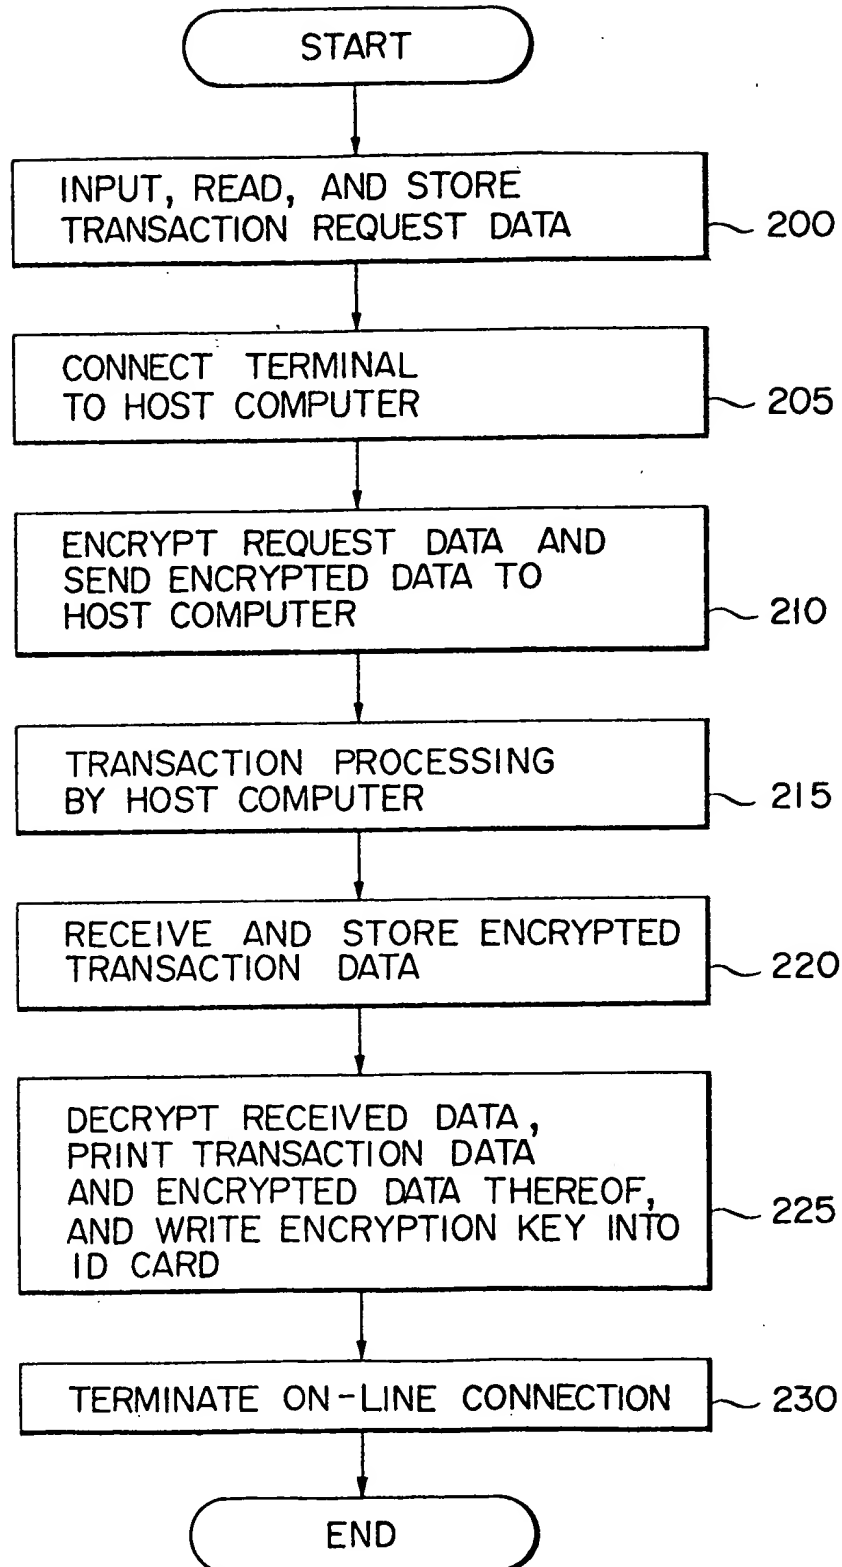 START
INPUT, READ, AND STORE
TRANSACTION REQUEST DATA
200
CONNECT TERMINAL
TO HOST COMPUTER
205
ENCRYPT REQUEST DATA AND
SEND ENCRYPTED DATA TO
HOST COMPUTER
210
TRANSACTION PROCESSING
BY HOST COMPUTER
215
RECEIVE AND STORE ENCRYPTED
TRANSACTION DATA
220
DECRYPT RECEIVED DATA,
PRINT TRANSACTION DATA
AND ENCRYPTED DATA THEREOF,
AND WRITE ENCRYPTION KEY INTO
ID CARD
225
TERMINATE ON-LINE CONNECTION
230
END